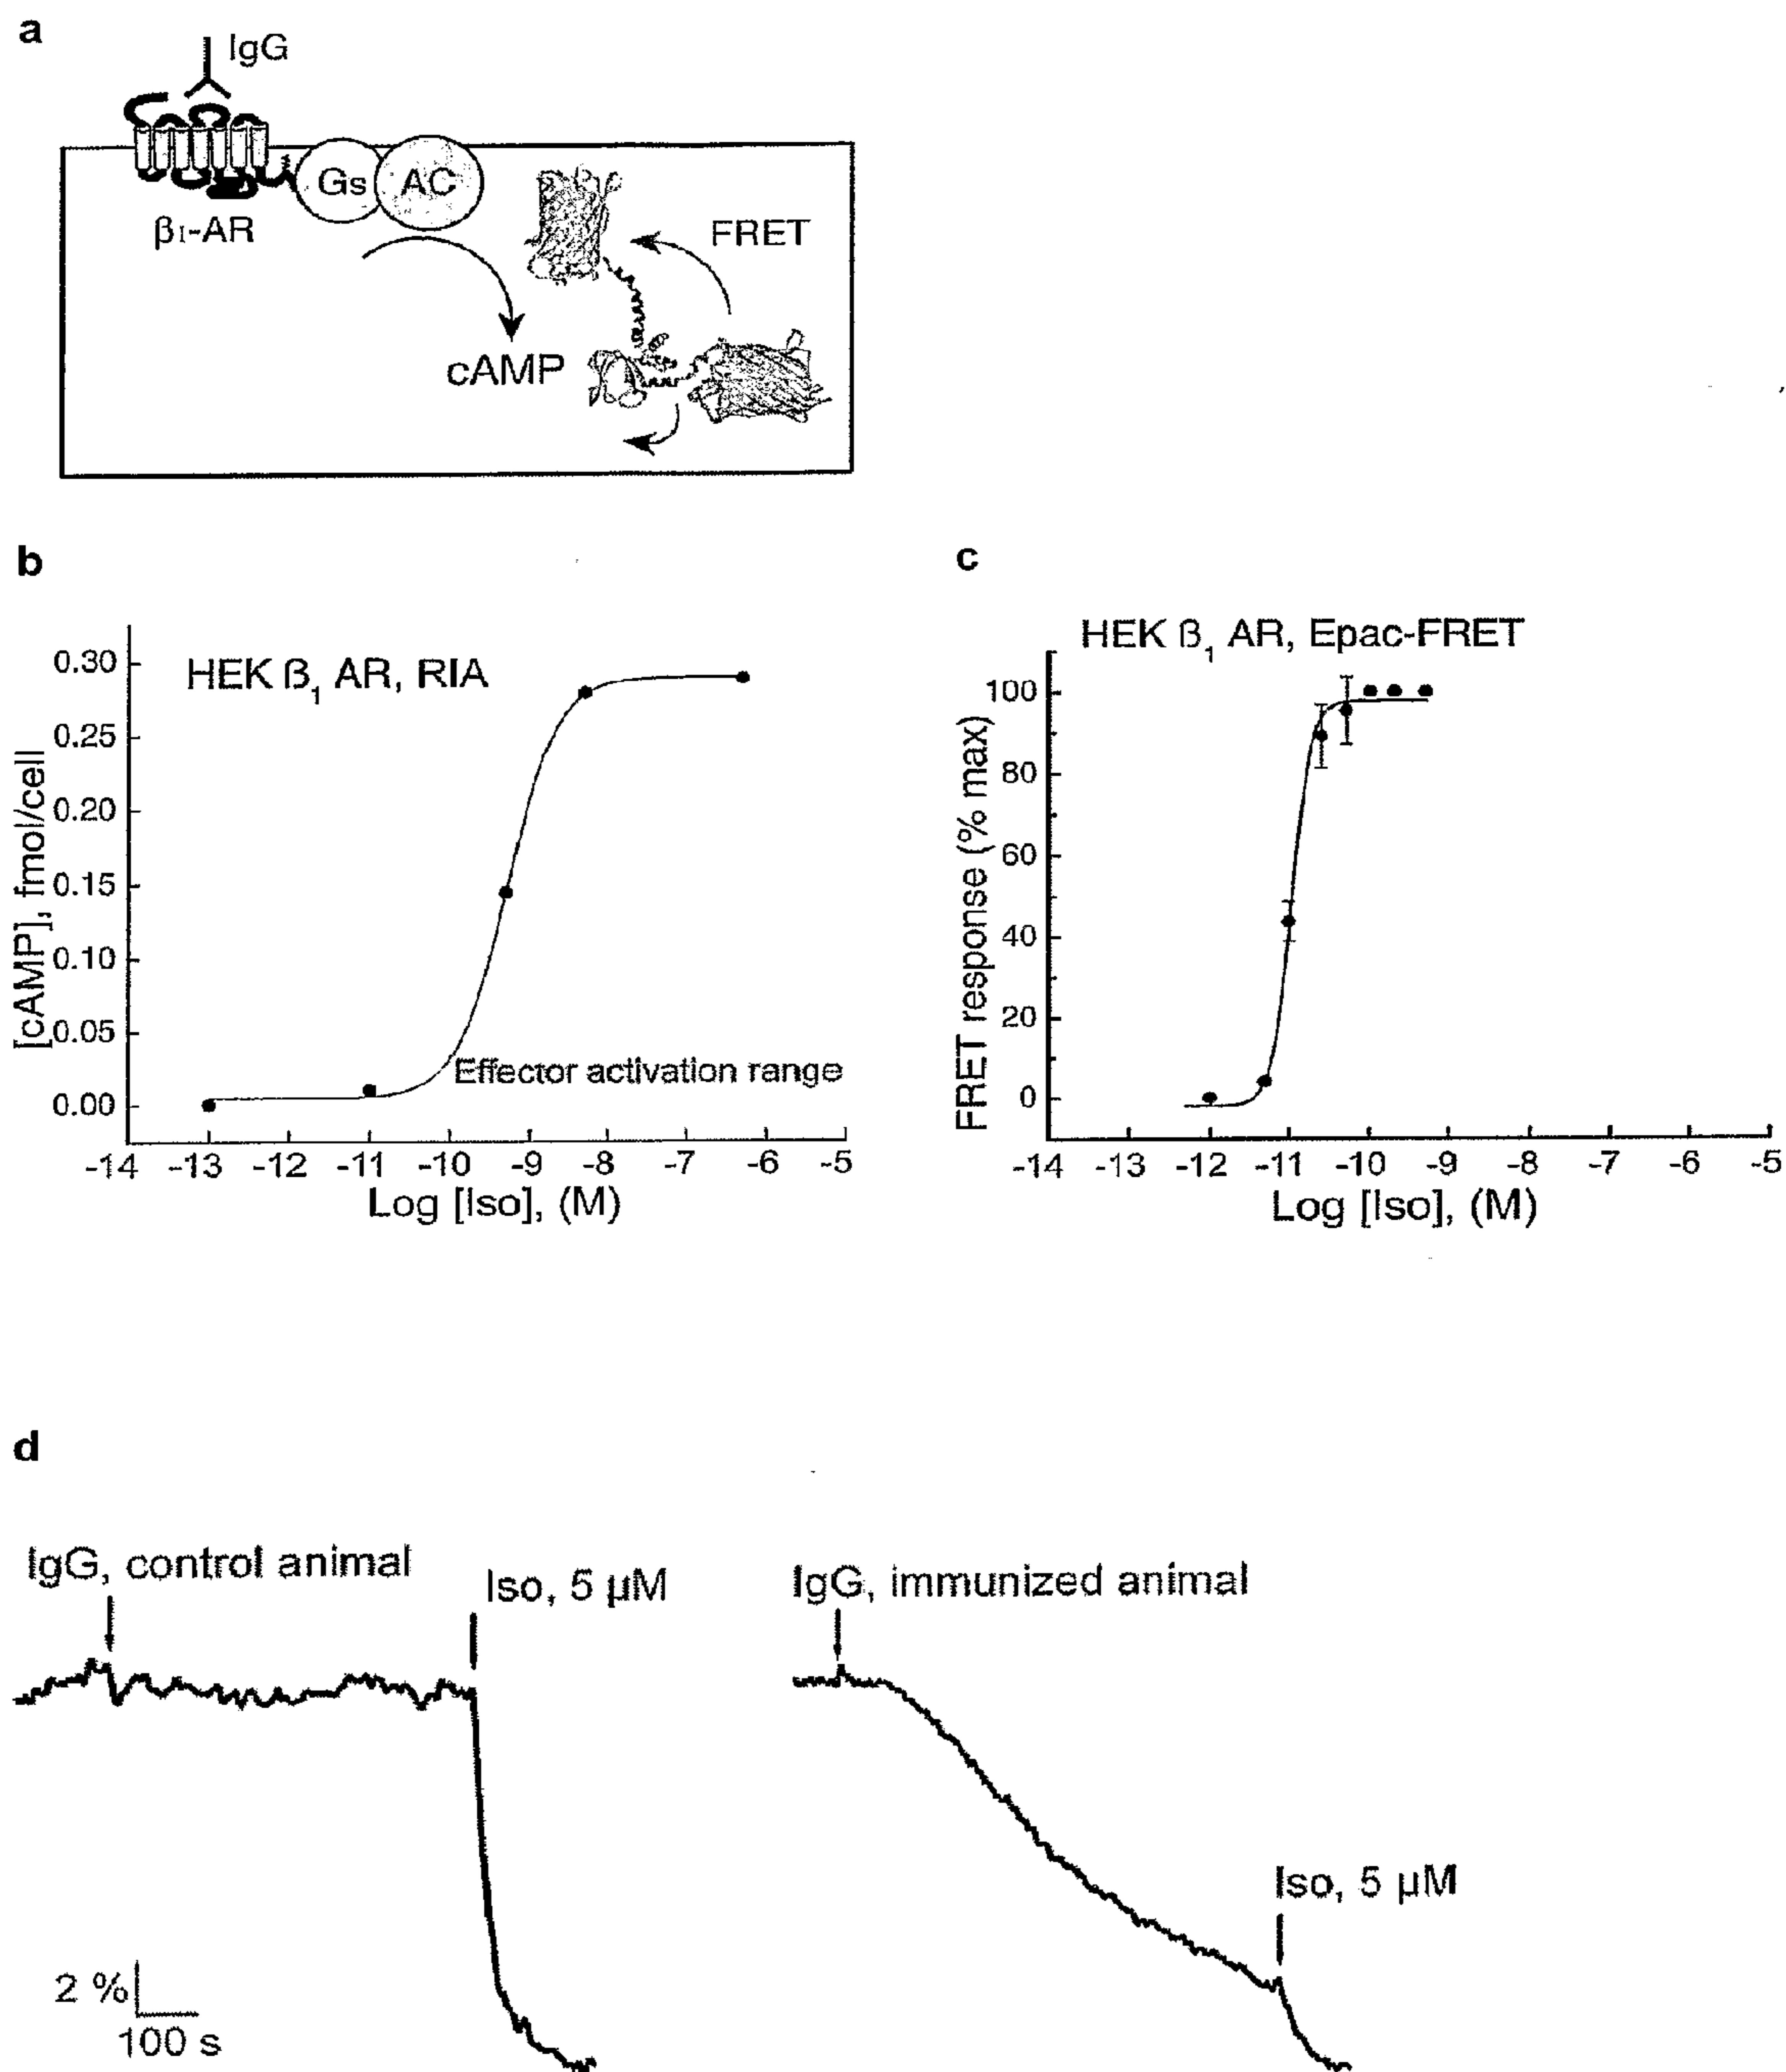 a
IgG
Gs
AC
β1-AR
FRET
cAMP
b
HEK ß1 AR, RIA
[cAMP], fmol/cell
0.30
0.25
0.20
0.15
0.10
0.05
0.00
Effector activation range
-14 -13 -12 -11 -10 -9 -8 -7 -6 -5
Log [Iso], (M)
c
HEK ß1 AR, Epac-FRET
FRET response (% max)
100
80
60
40
20
0
-14 -13 -12 -11 -10 -9 -8 -7 -6 -5
Log [Iso], (M)
d
IgG, control animal
Iso, 5 µM
2 %
100 s
IgG, immunized animal
Iso, 5 µM